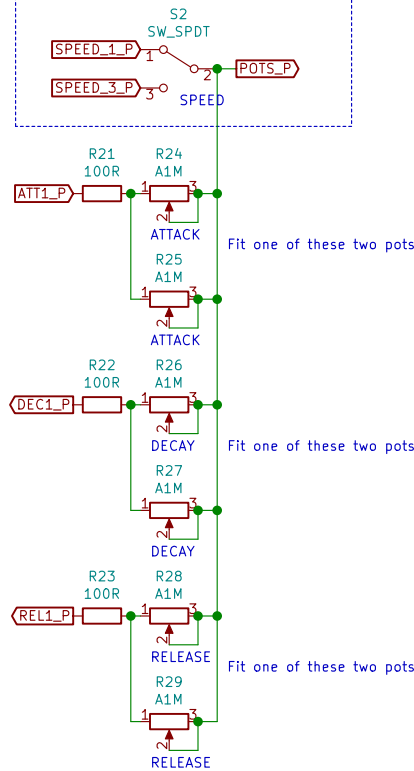 S2
SW_SPDT
SPEED_1_P
1
2
POTS_P
SPEED_3_P
3
SPEED
R21
100R
R24
A1M
ATT1_P
1
3
2
ATTACK
Fit one of these two pots
R25
A1M
1
3
2
ATTACK
R22
100R
R26
A1M
DEC1_P
1
3
2
DECAY
Fit one of these two pots
R27
A1M
1
3
2
DECAY
R23
100R
R28
A1M
REL1_P
1
3
2
RELEASE
Fit one of these two pots
R29
A1M
1
3
2
RELEASE